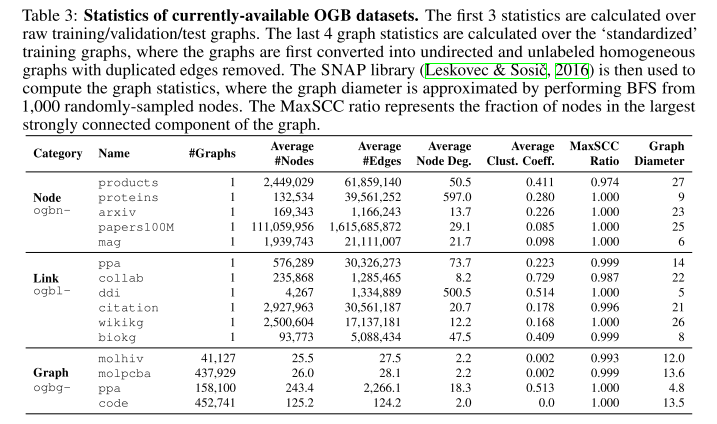 Table 3: Statistics of currently-available OGB datasets. The first 3 statistics are calculated over
raw training/validation/test graphs. The last 4 graph statistics are calculated over the ‘standardized’
training graphs, where the graphs are first converted into undirected and unlabeled homogeneous
graphs with duplicated edges removed. The SNAP library (Leskovec & Sosič, 2016) is then used to
compute the graph statistics, where the graph diameter is approximated by performing BFS from
1,000 randomly-sampled nodes. The MaxSCC ratio represents the fraction of nodes in the largest
strongly connected component of the graph.
Category Name #Graphs Average #Nodes Average #Edges Average Node Deg. Average Clust. Coeff. MaxSCC Ratio Graph Diameter
products 1 2,449,029 61,859,140 50.5 0.411 0.974 27
Node proteins 1 132,534 39,561,252 597.0 0.280 1.000 9
ogbn- arxiv 1 169,343 1,166,243 13.7 0.226 1.000 23
papers100M 1 111,059,956 1,615,685,872 29.1 0.085 1.000 25
mag 1 1,939,743 21,111,007 21.7 0.098 1.000 6
ppa 1 576,289 30,326,273 73.7 0.223 0.999 14
Link collab 1 235,868 1,285,465 8.2 0.729 0.987 22
ogbl- ddi 1 4,267 1,334,889 500.5 0.514 1.000 5
citation 1 2,927,963 30,561,187 20.7 0.178 0.996 21
wikikg 1 2,500,604 17,137,181 12.2 0.168 1.000 26
biokg 1 93,773 5,088,434 47.5 0.409 0.999 8
molhiv 41,127 25.5 27.5 2.2 0.002 0.993 12.0
Graph molpcba 437,929 26.0 28.1 2.2 0.002 0.999 13.6
ogbg- ppa 158,100 243.4 2,266.1 18.3 0.513 1.000 4.8
code 452,741 125.2 124.2 2.0 0.0 1.000 13.5